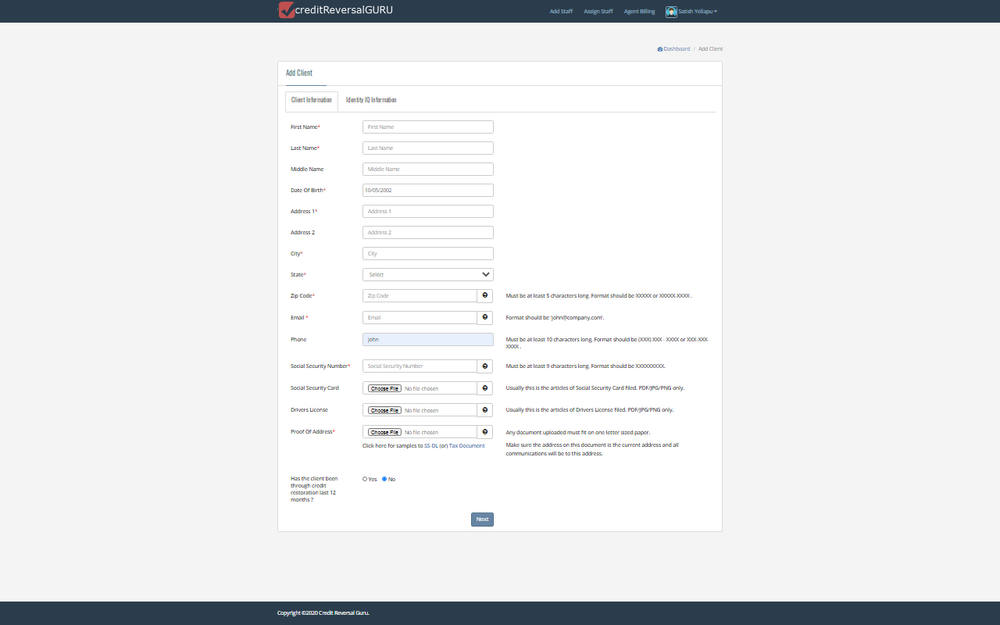 creditReversalGURU
Add Staff Assign Staff Agent Billing Satish Yellapu
Dashboard / Add Client
Add Client
Client Information Identity IQ Information
First Name* First Name
Last Name* Last Name
Middle Name Middle Name
Date Of Birth* 10/05/2002
Address 1* Address 1
Address 2 Address 2
City* City
State* Select
Zip Code* Zip Code Must be at least 5 characters long. Format should be XXXXX or XXXXX-XXXX .
Email * Email Format should be 'john@company.com'.
Phone john Must be at least 10 characters long. Format should be (XXX) XXX - XXXX or XXX-XXX-
XXXX .
Social Security Number* Social Security Number Must be at least 9 characters long. Format should be XXXXXXXXX.
Social Security Card Choose File No file chosen Usually this is the articles of Social Security Card filed. PDF/JPG/PNG only.
Drivers License Choose File No file chosen Usually this is the articles of Drivers License filed. PDF/JPG/PNG only.
Proof Of Address* Choose File No file chosen Any document uploaded must fit on one letter sized paper.
Click here for samples to SS-DL (or) Tax Document Make sure the address on this document is the current address and all
communications will be to this address.
Has the client been Yes No
through credit
restoration last 12
months ?
Next
Copyright ©2020 Credit Reversal Guru.